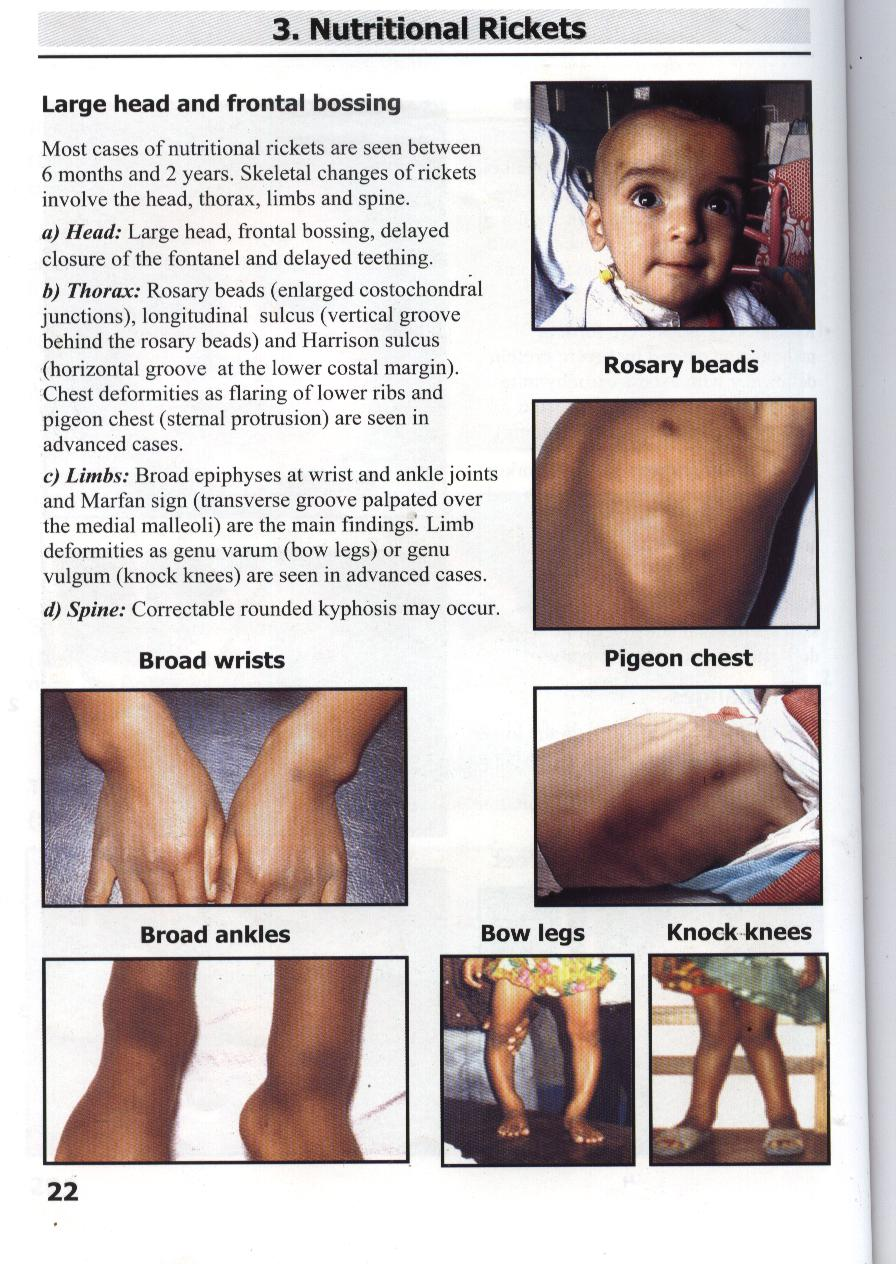 3. Nutritional Rickets
Large head and frontal bossing
Most cases of nutritional rickets are seen between
6 months and 2 years. Skeletal changes of rickets
involve the head, thorax, limbs and spine.
a) Head: Large head, frontal bossing, delayed
closure of the fontanel and delayed teething.
b) Thorax: Rosary beads (enlarged costochondral
junctions), longitudinal sulcus (vertical groove
behind the rosary beads) and Harrison sulcus
(horizontal groove at the lower costal margin).
Chest deformities as flaring of lower ribs and
pigeon chest (sternal protrusion) are seen in
advanced cases.
c) Limbs: Broad epiphyses at wrist and ankle joints
and Marfan sign (transverse groove palpated over
the medial malleoli) are the main findings. Limb
deformities as genu varum (bow legs) or genu
vulgum (knock knees) are seen in advanced cases.
d) Spine: Correctable rounded kyphosis may occur.
Rosary beads
Broad wrists
Pigeon chest
Broad ankles
Bow legs
Knock knees
22